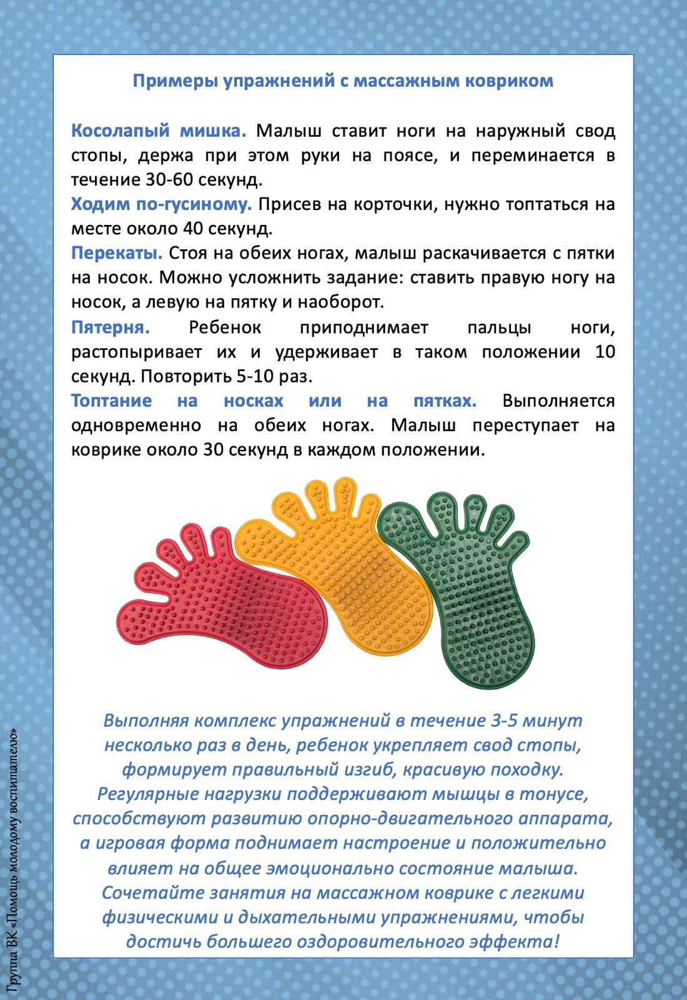 Примеры упражнений с массажным ковриком
Косолапый мишка. Малыш ставит ноги на наружный свод
стопы, держа при этом руки на поясе, и переминается в
течение 30-60 секунд.
Ходим по-гусиному. Присев на корточки, нужно топтаться на
месте около 40 секунд.
Перекаты. Стоя на обеих ногах, малыш раскачивается с пятки
на носок. Можно усложнить задание: ставить правую ногу на
носок, а левую на пятку и наоборот.
Пятерня. Ребенок приподнимает пальцы ноги,
растопыривает их и удерживает в таком положении 10
секунд. Повторить 5-10 раз.
Топтание на носках или на пятках. Выполняется
одновременно на обеих ногах. Малыш переступает на
коврике около 30 секунд в каждом положении.
Выполняя комплекс упражнений в течение 3-5 минут
несколько раз в день, ребенок укрепляет свод стопы,
формирует правильный изгиб, красивую походку.
Регулярные нагрузки поддерживают мышцы в тонусе,
способствуют развитию опорно-двигательного аппарата,
а игровая форма поднимает настроение и положительно
влияет на общее эмоционально состояние малыша.
Сочетайте занятия на массажном коврике с легкими
физическими и дыхательными упражнениями, чтобы
достичь большего оздоровительного эффекта!
Группа ВК «Помощь молодому воспитателю»